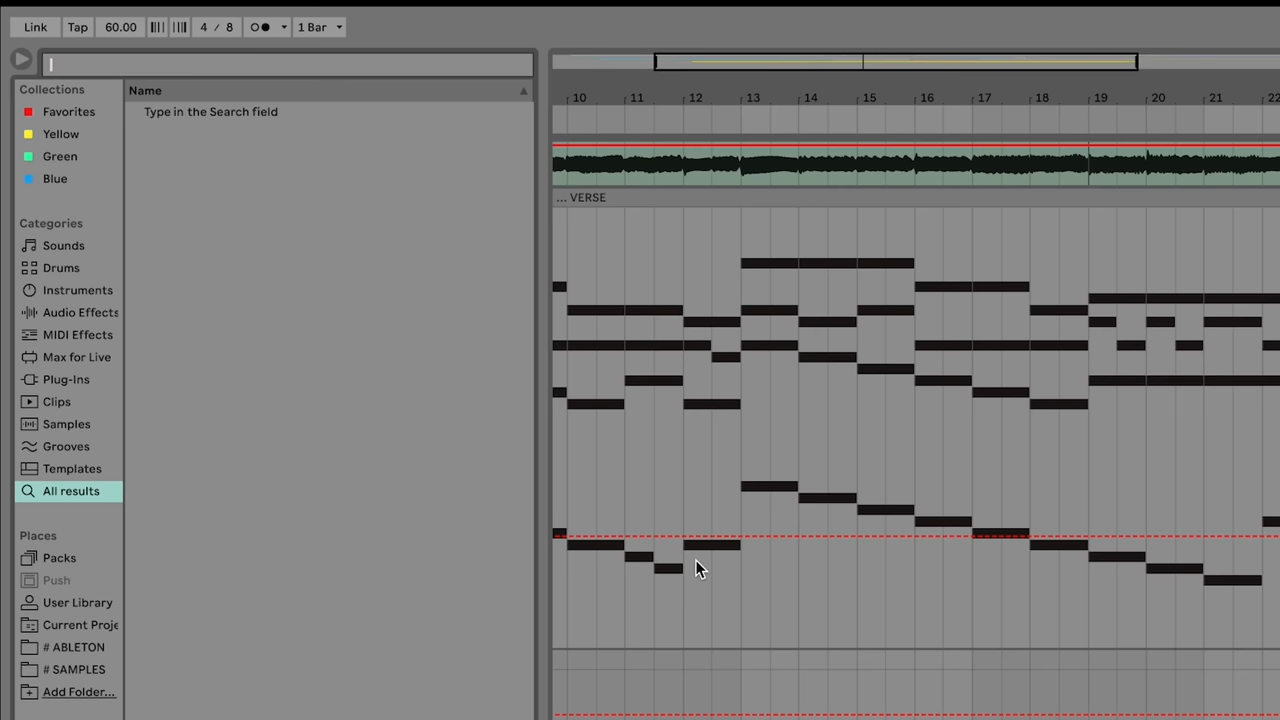 Link Tap 60.00 4 / 8 1 Bar
Collections
Favorites
Yellow
Green
Blue
Categories
Sounds
Drums
Instruments
Audio Effects
MIDI Effects
Max for Live
Plug-Ins
Clips
Samples
Grooves
Templates
All results
Places
Packs
Push
User Library
Current Proje
# ABLETON
# SAMPLES
Add Folder...
Name
Type in the Search field
10 11 12 13 14 15 16 17 18 19 20 21 22
... VERSE